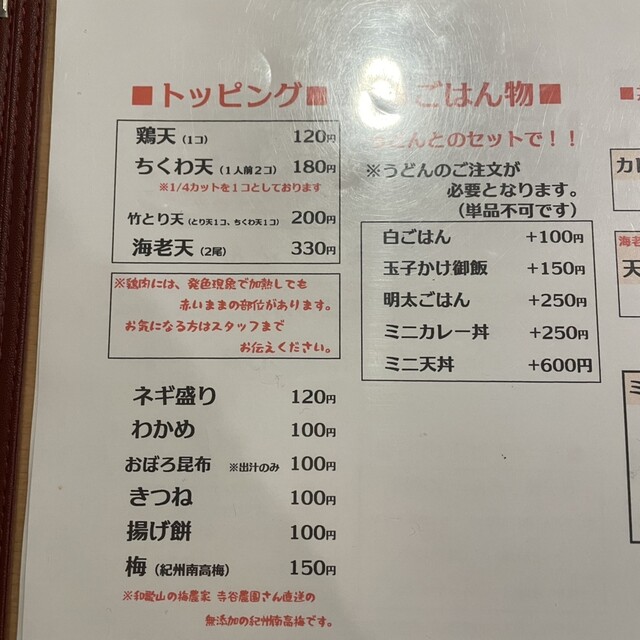 ■トッピング■
鶏天（1コ） 120円
ちくわ天（１人前２コ） 180円
※1/4カットを１コとしております
竹とり天（とり天１コ、ちくわ天１コ） 200円
海老天（2尾） 330円
※鶏肉には、発色現象で加熱しても
赤いままの部位があります。
お気になる方はスタッフまで
お伝えください。
ネギ盛り 120円
わかめ 100円
おぼろ昆布 ※出汁のみ 100円
きつね 100円
揚げ餅 100円
梅（紀州南高梅） 150円
※和歌山の梅農家 寺谷農園さん直送の
無添加の紀州南高梅です。
ごはん物■
うどんとのセットで！！
※うどんのご注文が
必要となります。
（単品不可です）
白ごはん +100円
玉子かけ御飯 +150円
明太ごはん +250円
ミニカレー丼 +250円
ミニ天丼 +600円
■
カ
海老
天
ミ